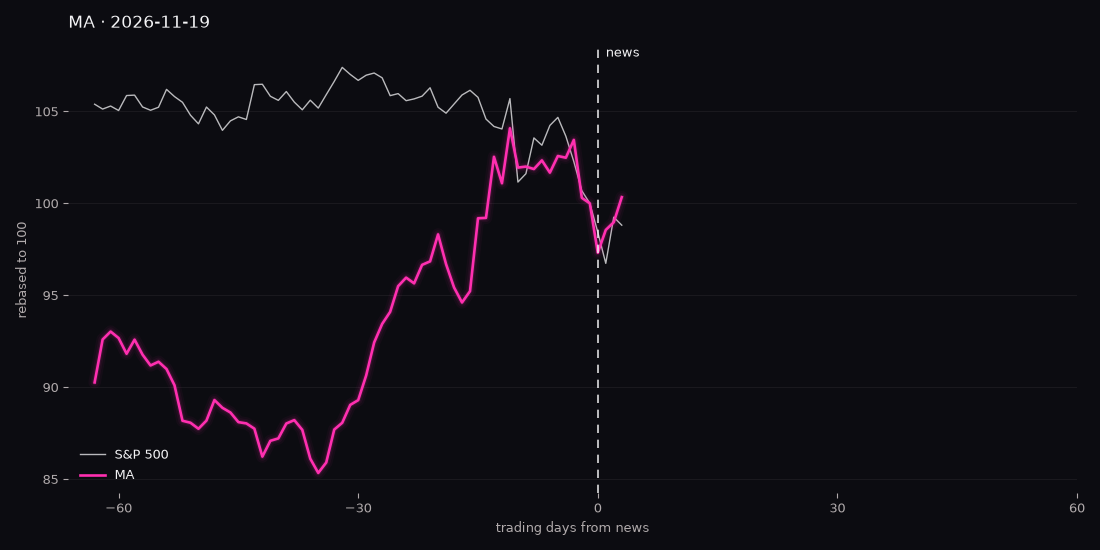 MA · 2026-11-19
news
105
100
95
90
85
rebased to 100
S&P 500
MA
−60
−30
0
30
60
trading days from news